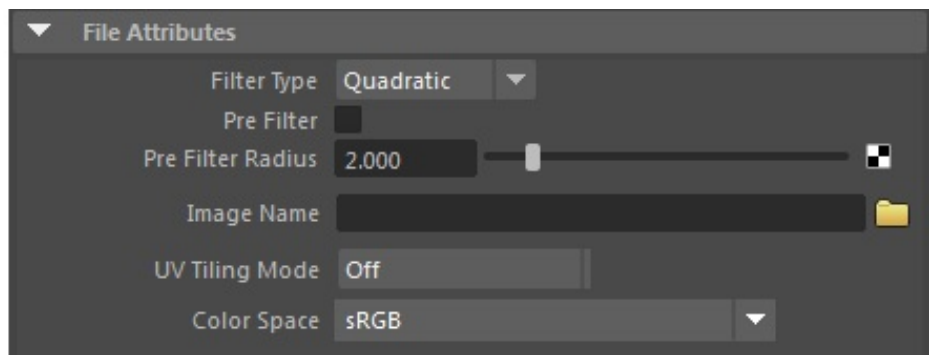 File Attributes
Filter Type Quadratic
Pre Filter
Pre Filter Radius 2.000
Image Name
UV Tiling Mode Off
Color Space sRGB